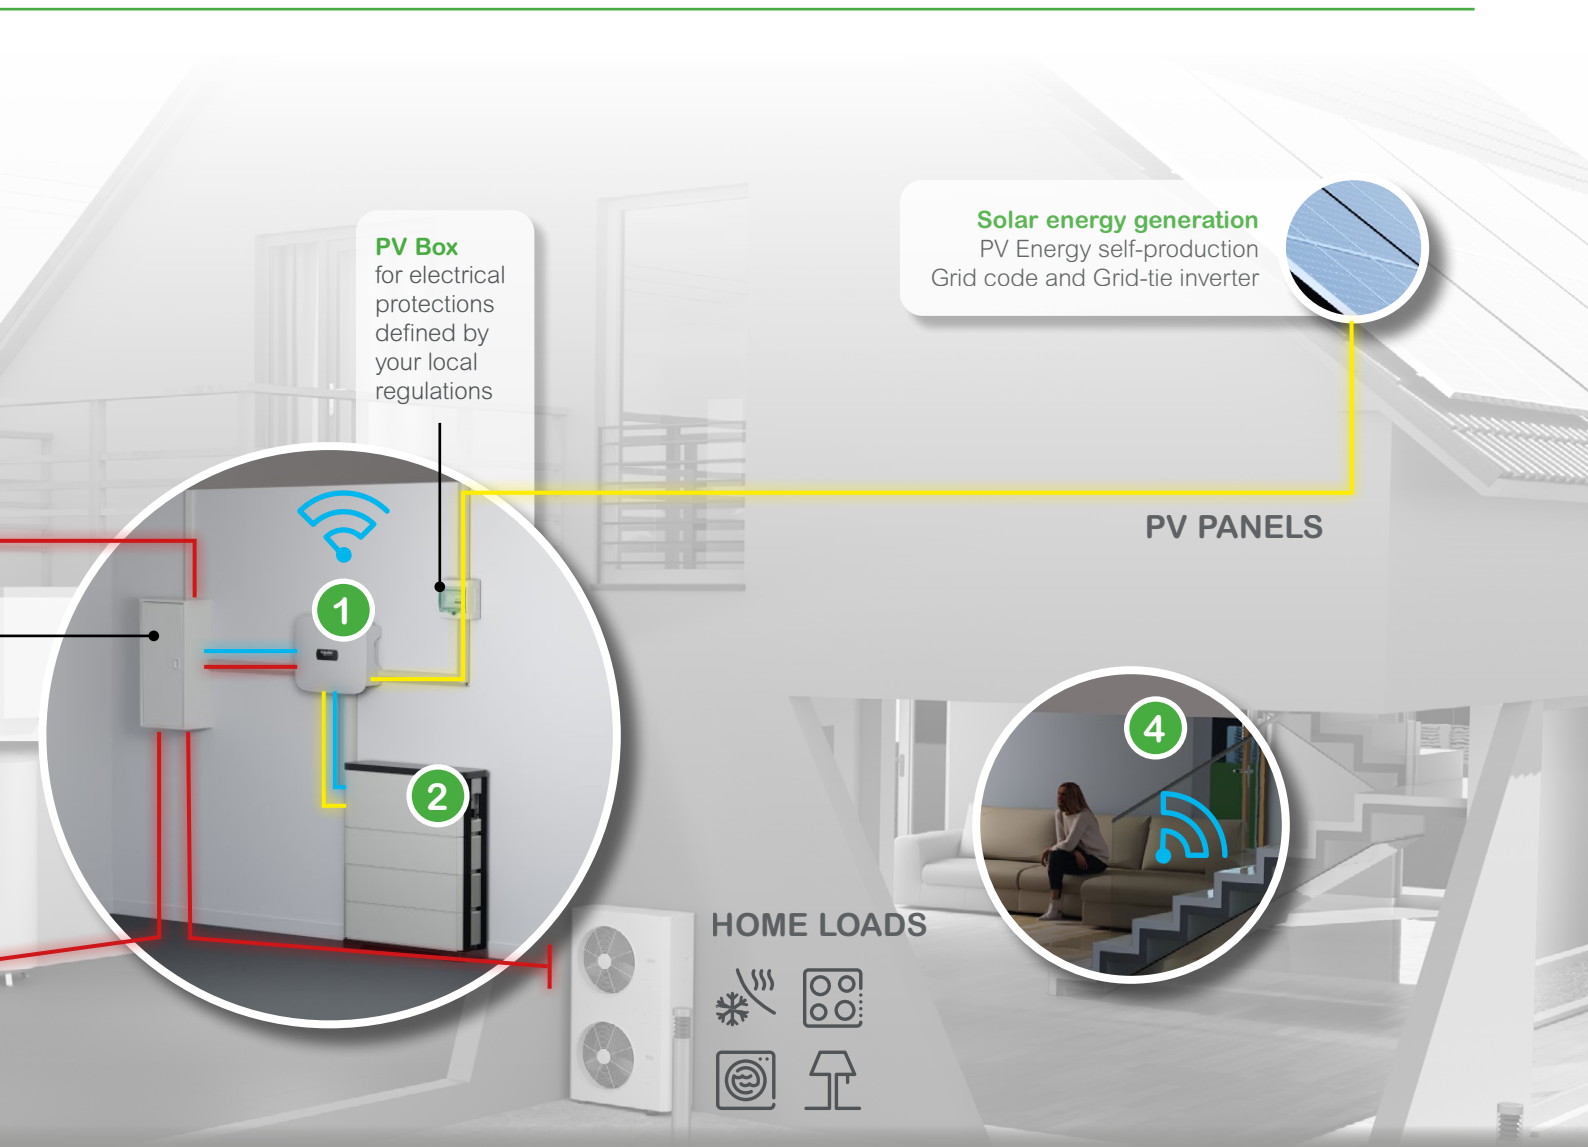 Solar energy generation
PV Energy self-production
Grid code and Grid-tie inverter
PV Box
for electrical
protections
defined by
your local
regulations
PV PANELS
1
2
4
HOME LOADS